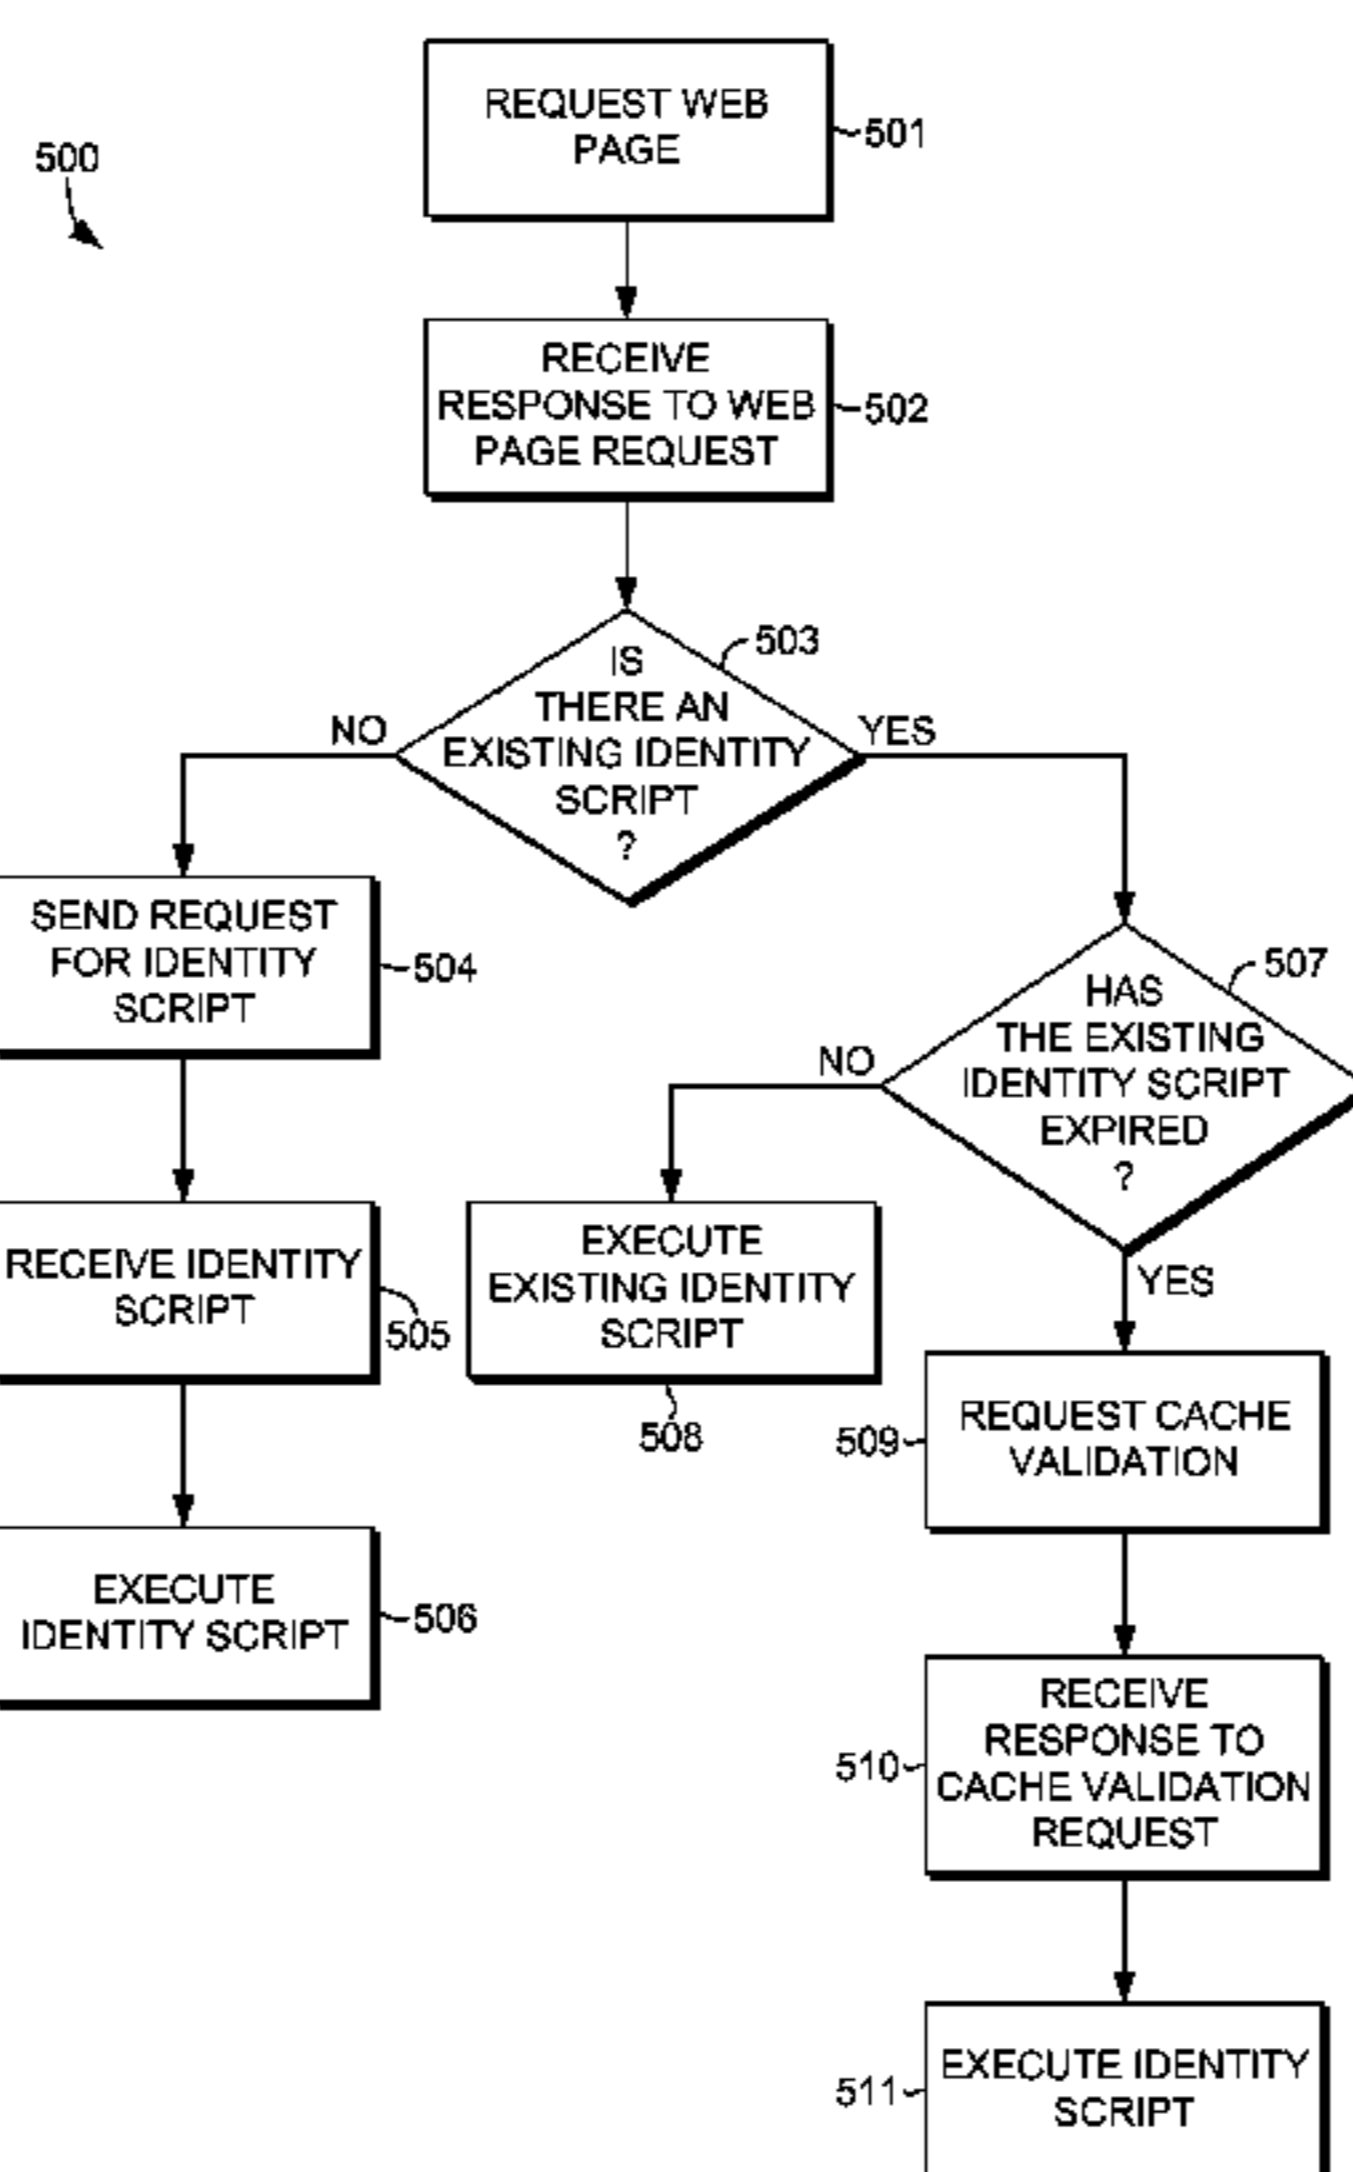 REQUEST WEB
PAGE
501
500
RECEIVE
RESPONSE TO WEB
PAGE REQUEST
502
503
IS
THERE AN
EXISTING IDENTITY
SCRIPT
?
NO
YES
SEND REQUEST
FOR IDENTITY
SCRIPT
504
507
HAS
THE EXISTING
IDENTITY SCRIPT
EXPIRED
?
NO
YES
RECEIVE IDENTITY
SCRIPT
505
EXECUTE
EXISTING IDENTITY
SCRIPT
508
REQUEST CACHE
VALIDATION
509
EXECUTE
IDENTITY SCRIPT
506
RECEIVE
RESPONSE TO
CACHE VALIDATION
REQUEST
510
EXECUTE IDENTITY
SCRIPT
511